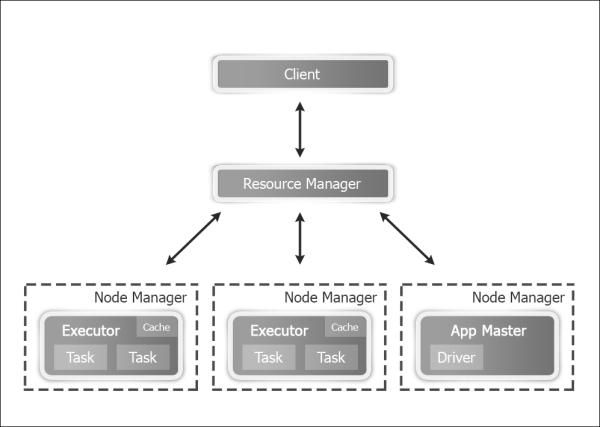 Client
Resource Manager
Node Manager
Executor
Cache
Task Task
Node Manager
Executor
Cache
Task Task
Node Manager
App Master
Driver